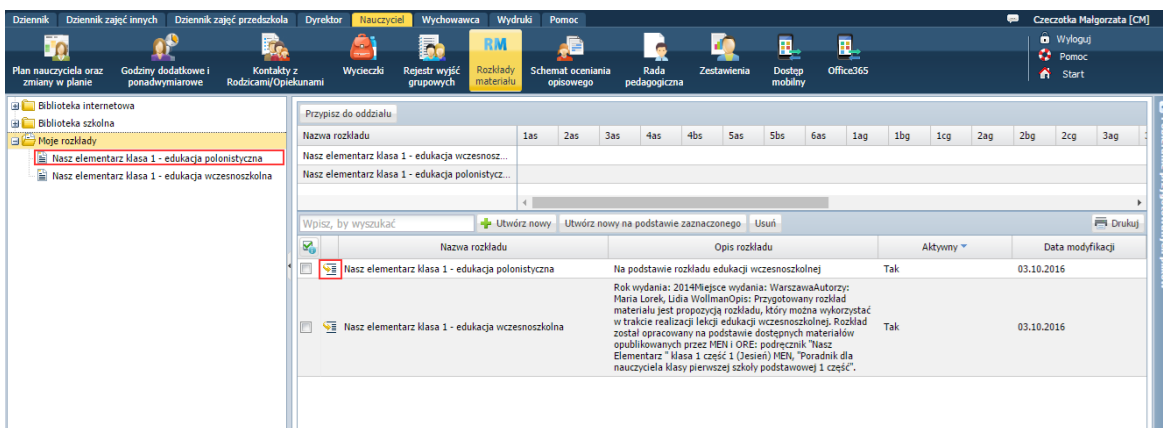 Dziennik Dziennik zajęć innych Dziennik zajęć przedszkola Dyrektor Nauczyciel Wychowawca Wydruki Pomoc Czeczotka Małgorzata [CM]
Plan nauczyciela oraz zmiany w planie
Godziny dodatkowe i ponadwymiarowe
Kontakty z Rodzicami/Opiekunami
Wycieczki
Rejestr wyjść grupowych
RM
Rozkłady materiału
Schemat oceniania opisowego
Rada pedagogiczna
Zestawienia
Dostęp mobilny
Office365
Wyloguj
Pomoc
Start
Biblioteka internetowa
Biblioteka szkolna
Moje rozkłady
Nasz elementarz klasa 1 - edukacja polonistyczna
Nasz elementarz klasa 1 - edukacja wczesnoszkolna
Przypisz do oddziału
Nazwa rozkładu 1as 2as 3as 4as 4bs 5as 5bs 6as 1ag 1bg 1cg 2ag 2bg 2cg 3ag
Nasz elementarz klasa 1 - edukacja wczesnosz...
Nasz elementarz klasa 1 - edukacja polonistycz...
Wpisz, by wyszukać Utwórz nowy Utwórz nowy na podstawie zaznaczonego Usuń Drukuj
Nazwa rozkładu Opis rozkładu Aktywny Data modyfikacji
Nasz elementarz klasa 1 - edukacja polonistyczna Na podstawie rozkładu edukacji wczesnoszkolnej Tak 03.10.2016
Nasz elementarz klasa 1 - edukacja wczesnoszkolna
Rok wydania: 2014Miejsce wydania: WarszawaAutorzy:
Maria Lorek, Lidia WollmanOpis: Przygotowany rozkład
materiału jest propozycją rozkładu, który można wykorzystać
w trakcie realizacji lekcji edukacji wczesnoszkolnej. Rozkład
został opracowany na podstawie dostępnych materiałów
opublikowanych przez MEN i ORE: podręcznik "Nasz
Elementarz " klasa 1 część 1 (Jesień) MEN, "Poradnik dla
nauczyciela klasy pierwszej szkoły podstawowej 1 część".
Tak 03.10.2016